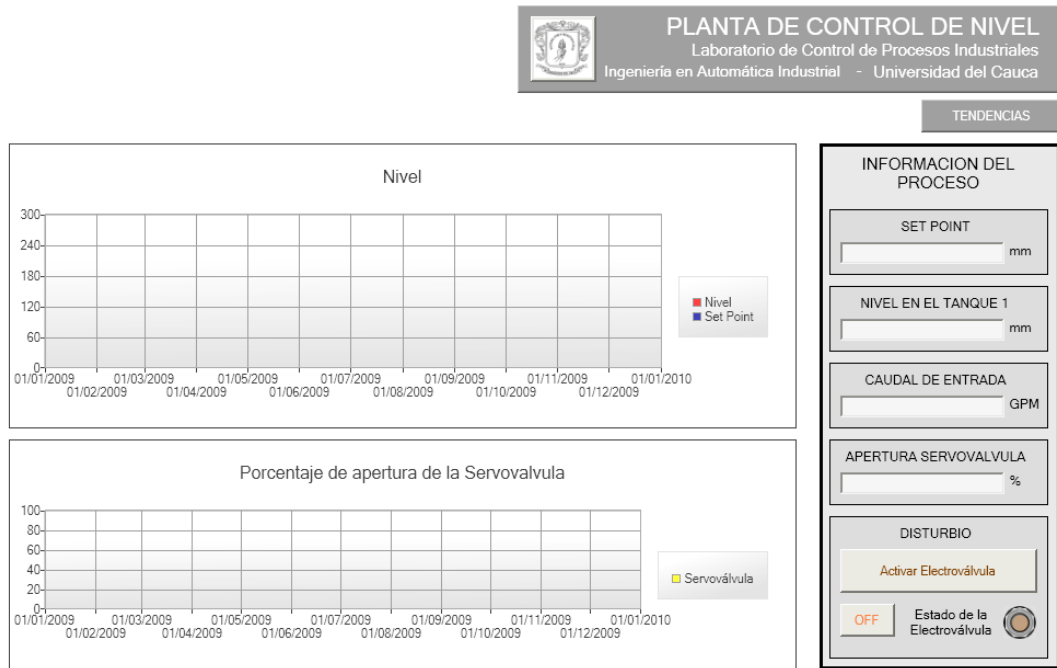 PLANTA DE CONTROL DE NIVEL
Laboratorio de Control de Procesos Industriales
Ingeniería en Automática Industrial - Universidad del Cauca
TENDENCIAS
Nivel
300
240
180
120
60
0
01/01/2009 01/03/2009 01/05/2009 01/07/2009 01/09/2009 01/11/2009 01/01/2010
01/02/2009 01/04/2009 01/06/2009 01/08/2009 01/10/2009 01/12/2009
Nivel
Set Point
Porcentaje de apertura de la Servovalvula
100
80
60
40
20
0
01/01/2009 01/03/2009 01/05/2009 01/07/2009 01/09/2009 01/11/2009 01/01/2010
01/02/2009 01/04/2009 01/06/2009 01/08/2009 01/10/2009 01/12/2009
Servoválvula
INFORMACION DEL
PROCESO
SET POINT
mm
NIVEL EN EL TANQUE 1
mm
CAUDAL DE ENTRADA
GPM
APERTURA SERVOVALVULA
%
DISTURBIO
Activar Electroválvula
OFF
Estado de la
Electroválvula